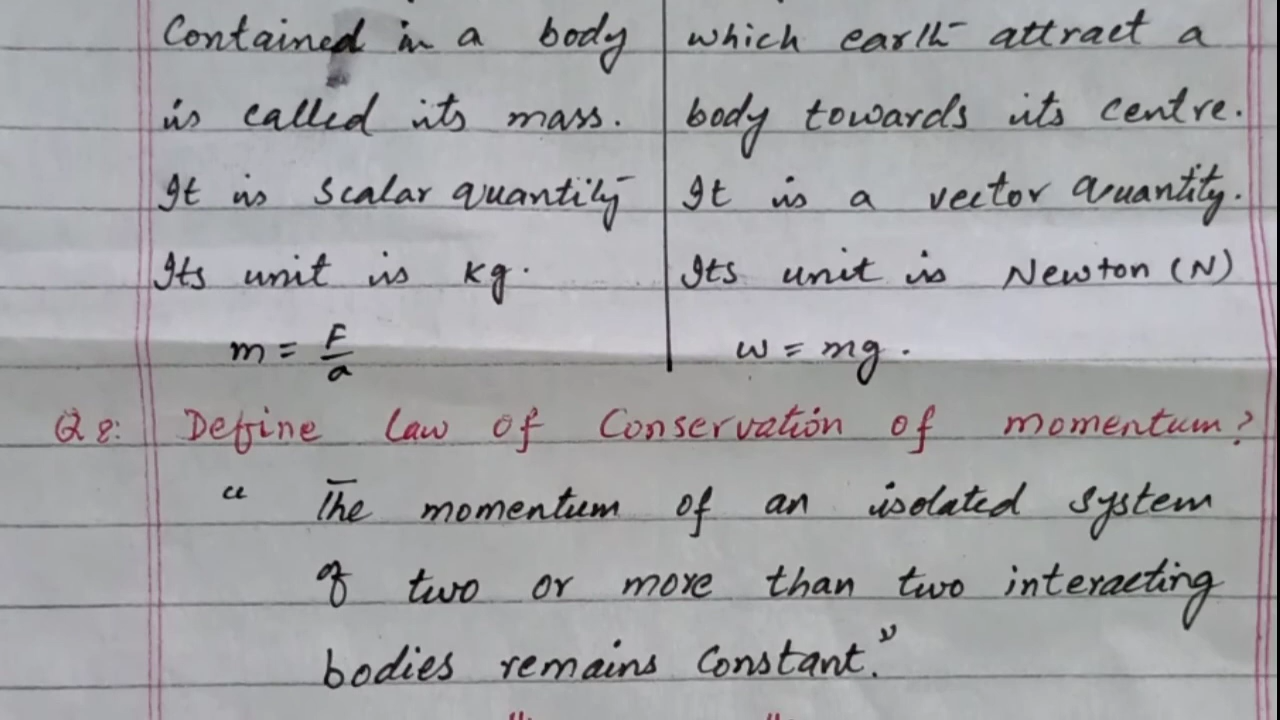 Contained in a body
is called its mass.
It is Scalar quantity
Its unit is kg.
m = F/a
which earth attract a
body towards its centre.
It is a vector Quantity.
Its unit is Newton (N)
w = mg.
Q8: Define Law of Conservation of momentum?
“ The momentum of an isolated system
of two or more than two interacting
bodies remains Constant.”